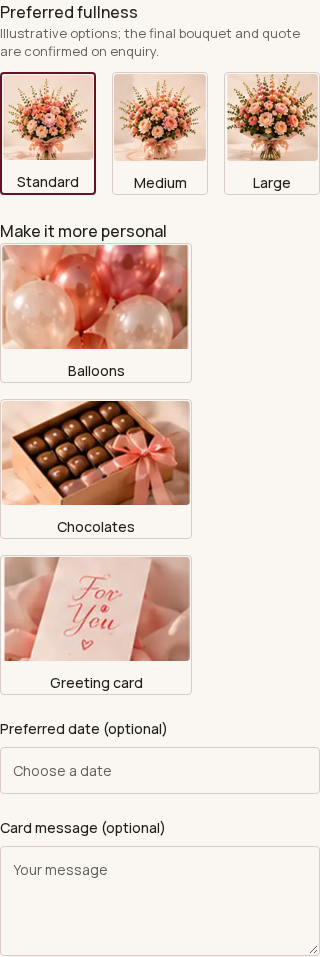 Preferred fullness
Illustrative options; the final bouquet and quote
are confirmed on enquiry.
Standard
Medium
Large
Make it more personal
Balloons
Chocolates
For
You
Greeting card
Preferred date (optional)
Choose a date
Card message (optional)
Your message